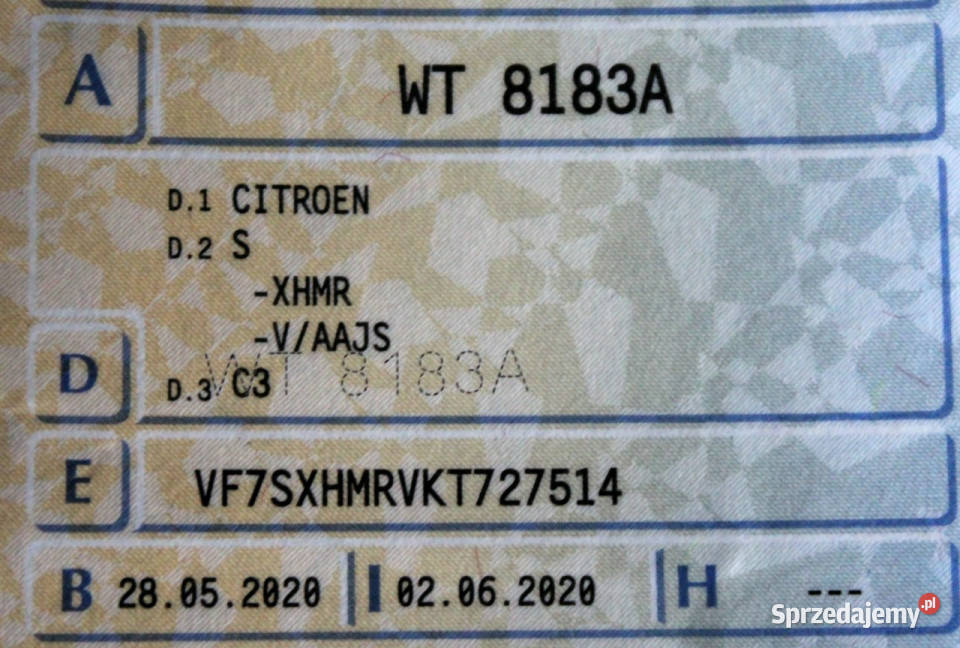 A WT 8183A
D.1 CITROEN
D.2 S
-XHMR
-V/AAJS
WT 8183A
D D.3 C3
E VF7SXHMRVKT727514
B 28.05.2020 I 02.06.2020 H ---
Sprzedajemy.pl